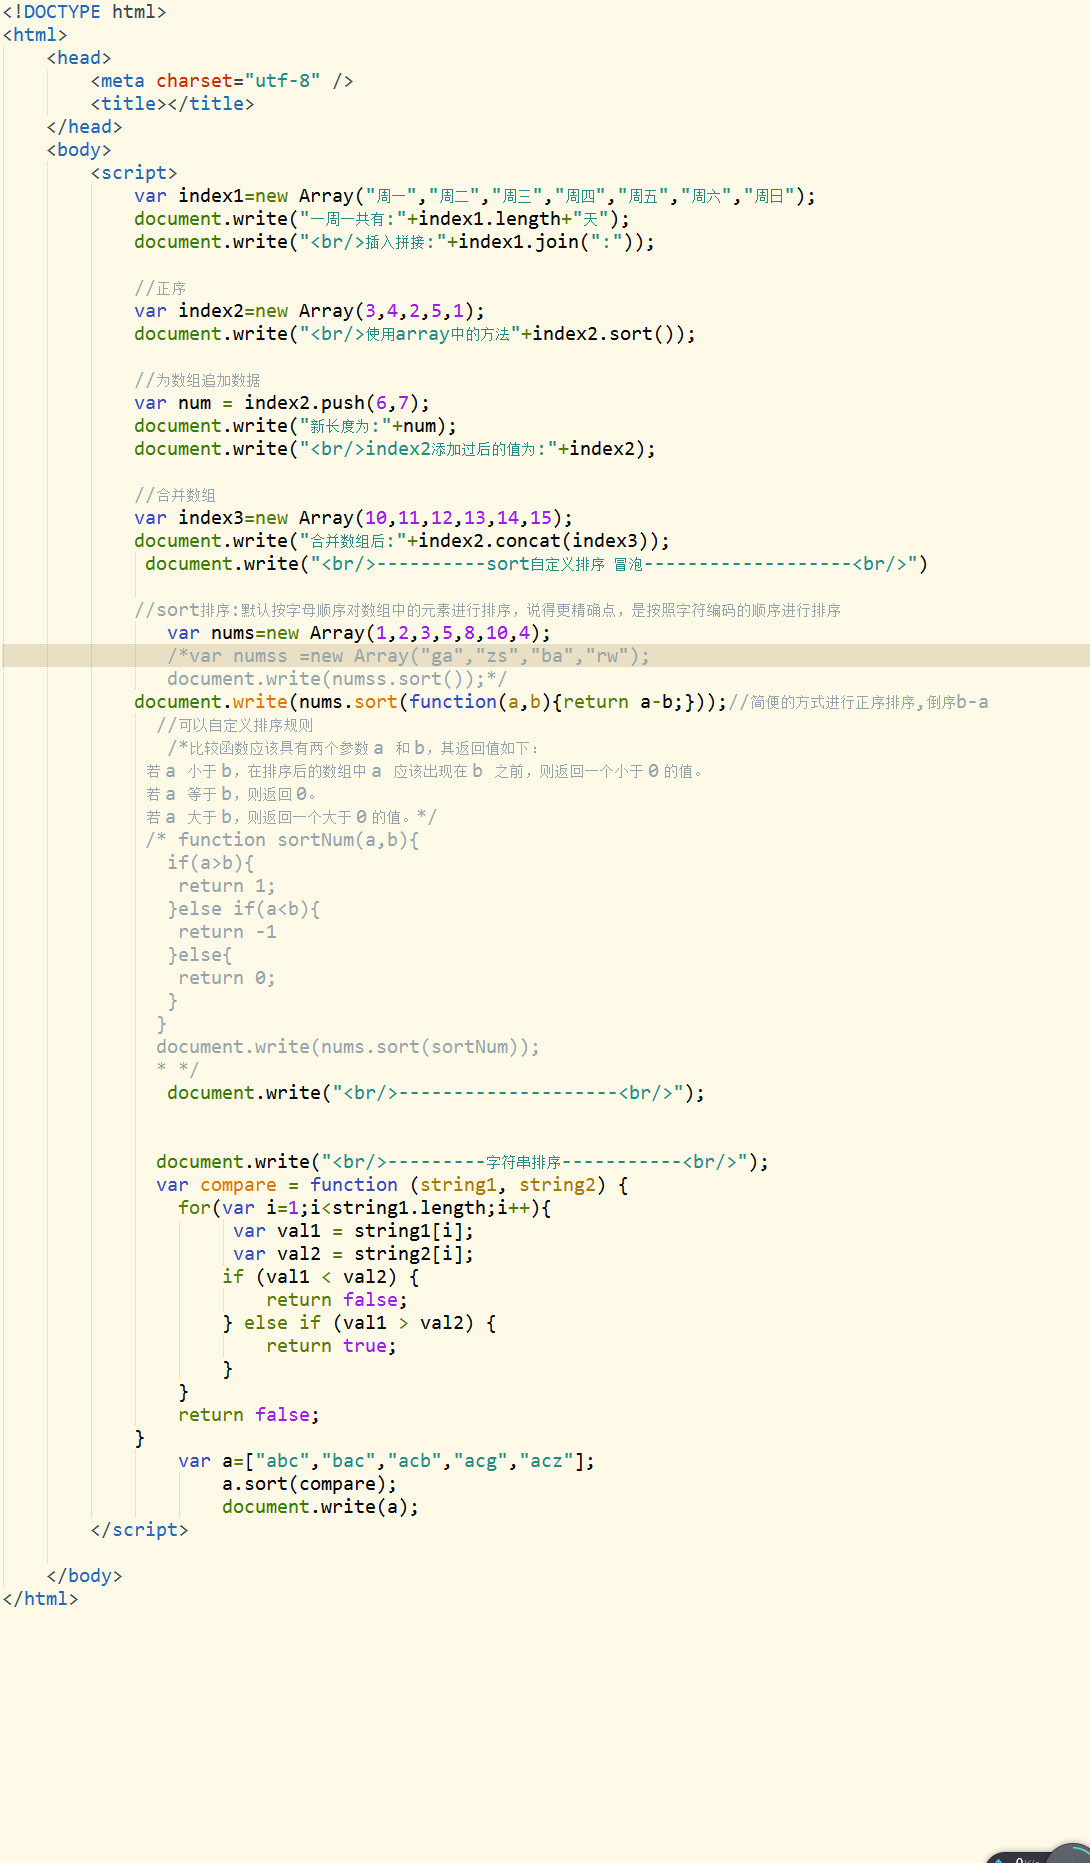 <!DOCTYPE html>
<html>
<head>
<meta charset="utf-8" />
<title></title>
</head>
<body>
<script>
var index1=new Array("周一","周二","周三","周四","周五","周六","周日");
document.write("一周一共有:"+index1.length+"天");
document.write("<br/>插入拼接:"+index1.join(":"));
//正序
var index2=new Array(3,4,2,5,1);
document.write("<br/>使用array中的方法"+index2.sort());
//为数组追加数据
var num = index2.push(6,7);
document.write("新长度为:"+num);
document.write("<br/>index2添加过后的值为:"+index2);
//合并数组
var index3=new Array(10,11,12,13,14,15);
document.write("合并数组后:"+index2.concat(index3));
document.write("<br/>----------sort自定义排序 冒泡-------------------<br/>")
//sort排序:默认按字母顺序对数组中的元素进行排序，说得更精确点，是按照字符编码的顺序进行排序
var nums=new Array(1,2,3,5,8,10,4);
/*var numss =new Array("ga","zs","ba","rw");
document.write(numss.sort());*/
document.write(nums.sort(function(a,b){return a-b;}));//简便的方式进行正序排序,倒序b-a
//可以自定义排序规则
/*比较函数应该具有两个参数 a 和 b，其返回值如下：
若 a 小于 b，在排序后的数组中 a 应该出现在 b 之前，则返回一个小于 0 的值。
若 a 等于 b，则返回 0。
若 a 大于 b，则返回一个大于 0 的值。*/
/* function sortNum(a,b){
if(a>b){
return 1;
}else if(a<b){
return -1
}else{
return 0;
}
}
document.write(nums.sort(sortNum));
* */
document.write("<br/>--------------------<br/>");
document.write("<br/>---------字符串排序-----------<br/>");
var compare = function (string1, string2) {
for(var i=1;i<string1.length;i++){
var val1 = string1[i];
var val2 = string2[i];
if (val1 < val2) {
return false;
} else if (val1 > val2) {
return true;
}
}
return false;
}
var a=["abc","bac","acb","acg","acz"];
a.sort(compare);
document.write(a);
</script>
</body>
</html>